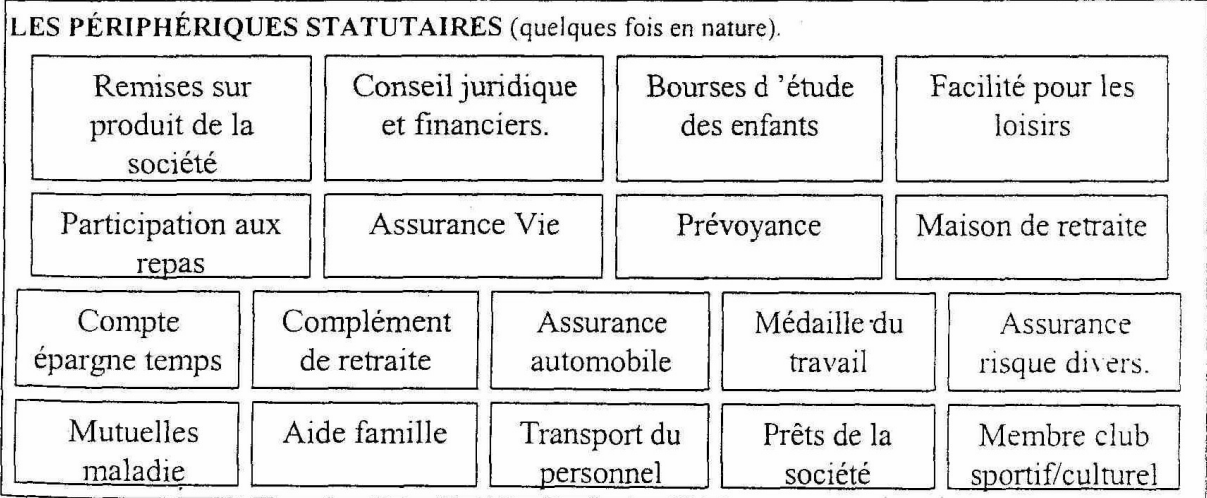 LES PÉRIPHÉRIQUES STATUTAIRES (quelques fois en nature).
Remises sur
produit de la
société
Conseil juridique
et financiers.
Bourses d ’étude
des enfants
Facilité pour les
loisirs
Participation aux
repas
Assurance Vie
Prévoyance
Maison de retraite
Compte
épargne temps
Complément
de retraite
Assurance
automobile
Médaille du
travail
Assurance
risque divers.
Mutuelles
maladie
Aide famille
Transport du
personnel
Prêts de la
société
Membre club
sportif/culturel